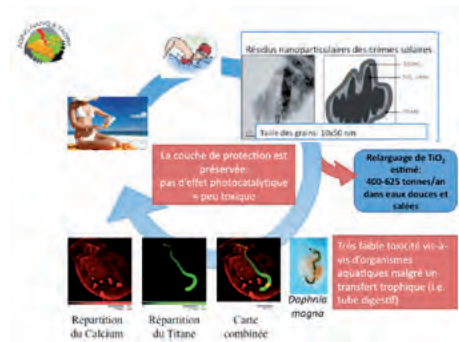 Résidus nanoparticulaires des crèmes solaires
Taille des grains: 10x50 nm
La couche de protection est
préservée:
pas d'effet photocatalytique
= peu toxique
Relarguage de TiO2
estimé:
400-625 tonnes/an
dans eaux douces et
salées
Très faible toxicité vis-à-
vis d'organismes
aquatiques malgré un
transfert trophique (i.e.
tube digestif)
Daphnia
magna
Répartition
du Calcium
Répartition
du Titane
Carte
combinée